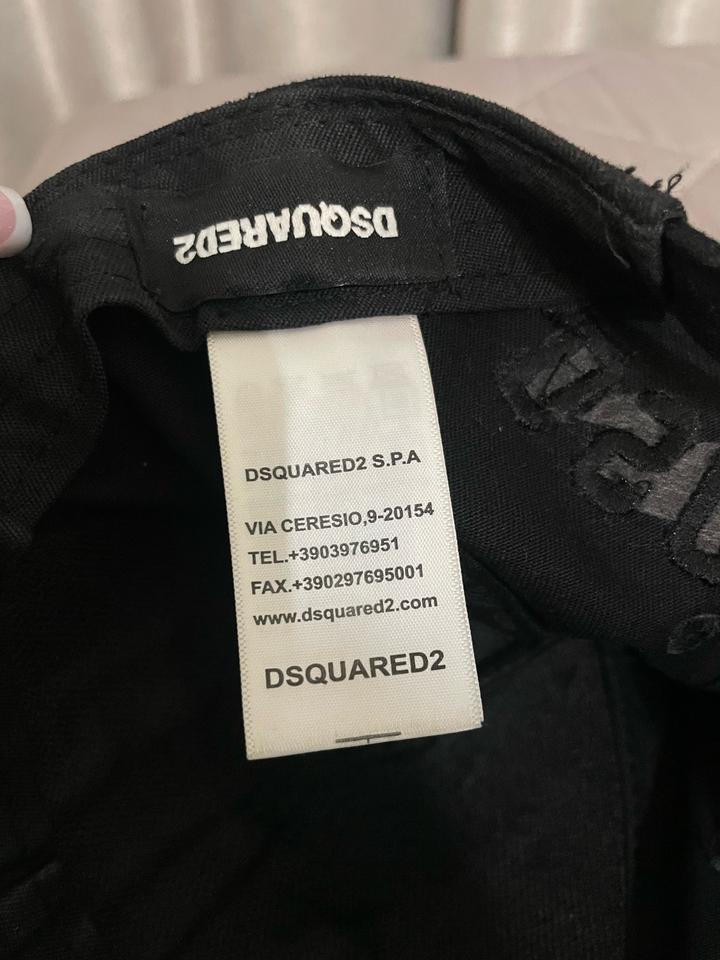 DSQUARED2
DSQUARED2 S.P.A
VIA CERESIO,9-20154
TEL.+3903976951
FAX.+390297695001
www.dsquared2.com
DSQUARED2